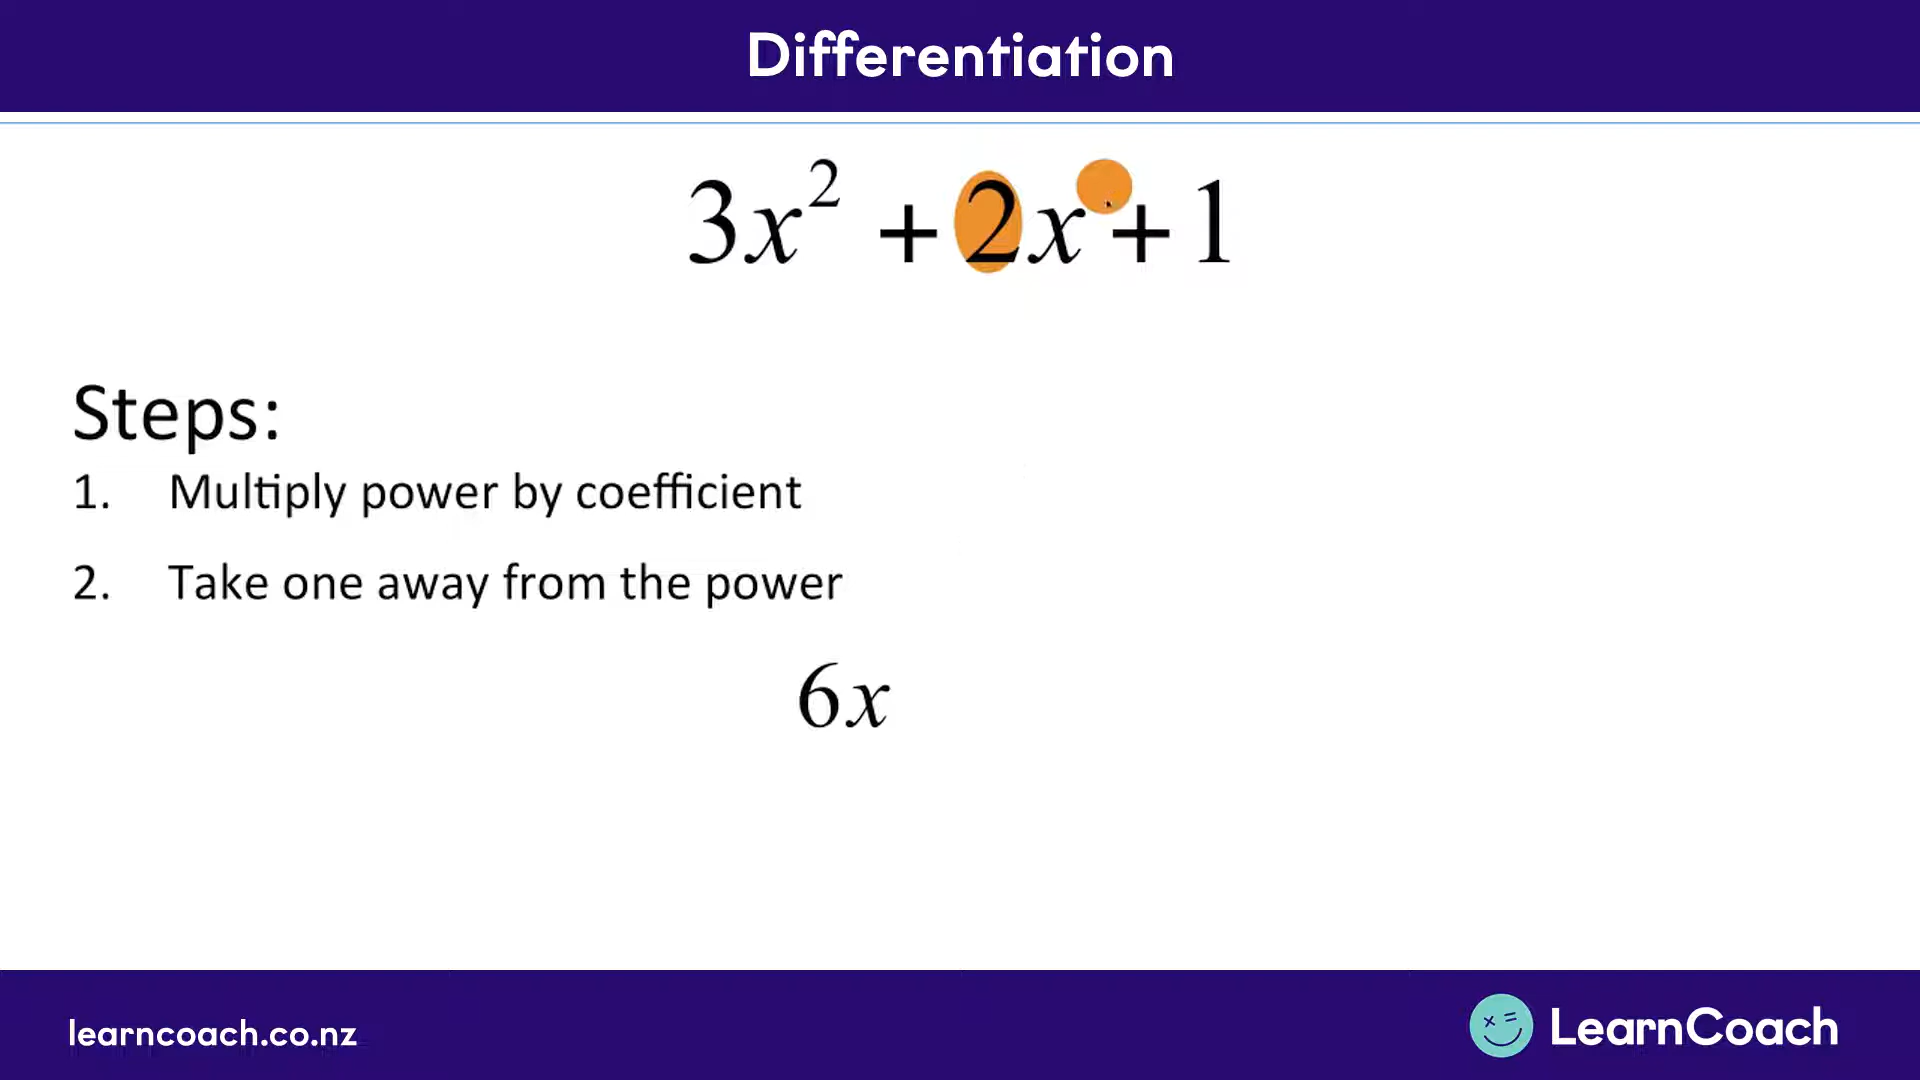 Differentiation
3x² + 2x + 1
Steps:
1. Multiply power by coefficient
2. Take one away from the power
6x
learncoach.co.nz
LearnCoach